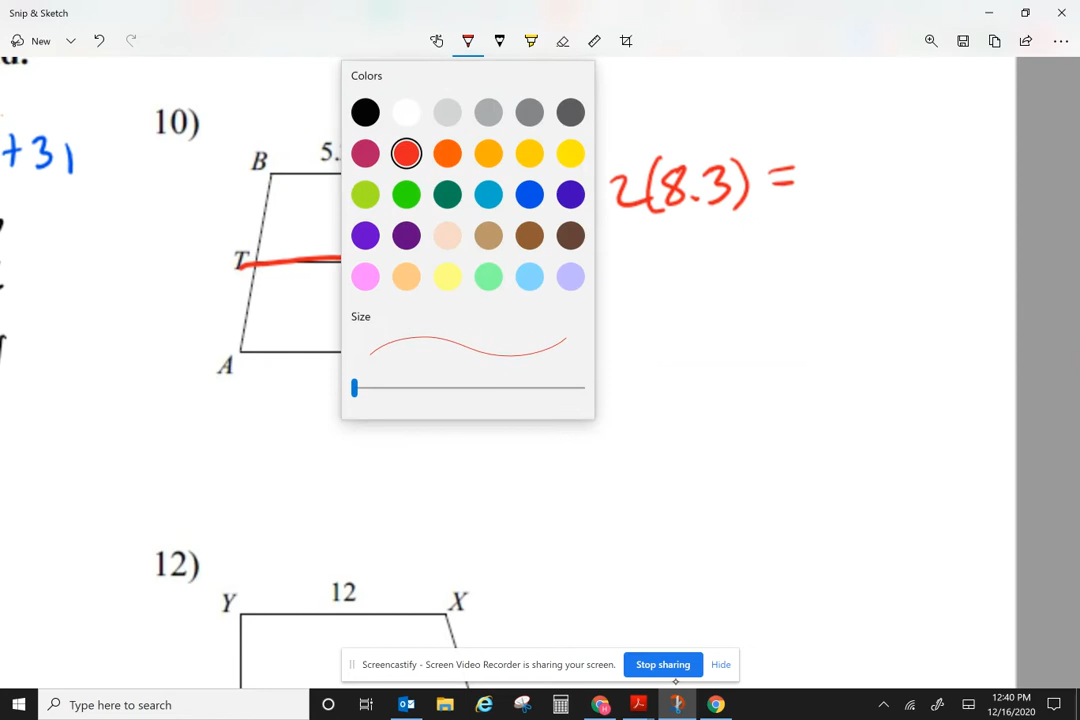 Snip & Sketch
New
Colors
Size
+31
10)
B
5.
T
A
2(8.3) =
12)
Y
12
X
Screencastify - Screen Video Recorder is sharing your screen.
Stop sharing
Hide
Type here to search
12:40 PM
12/16/2020